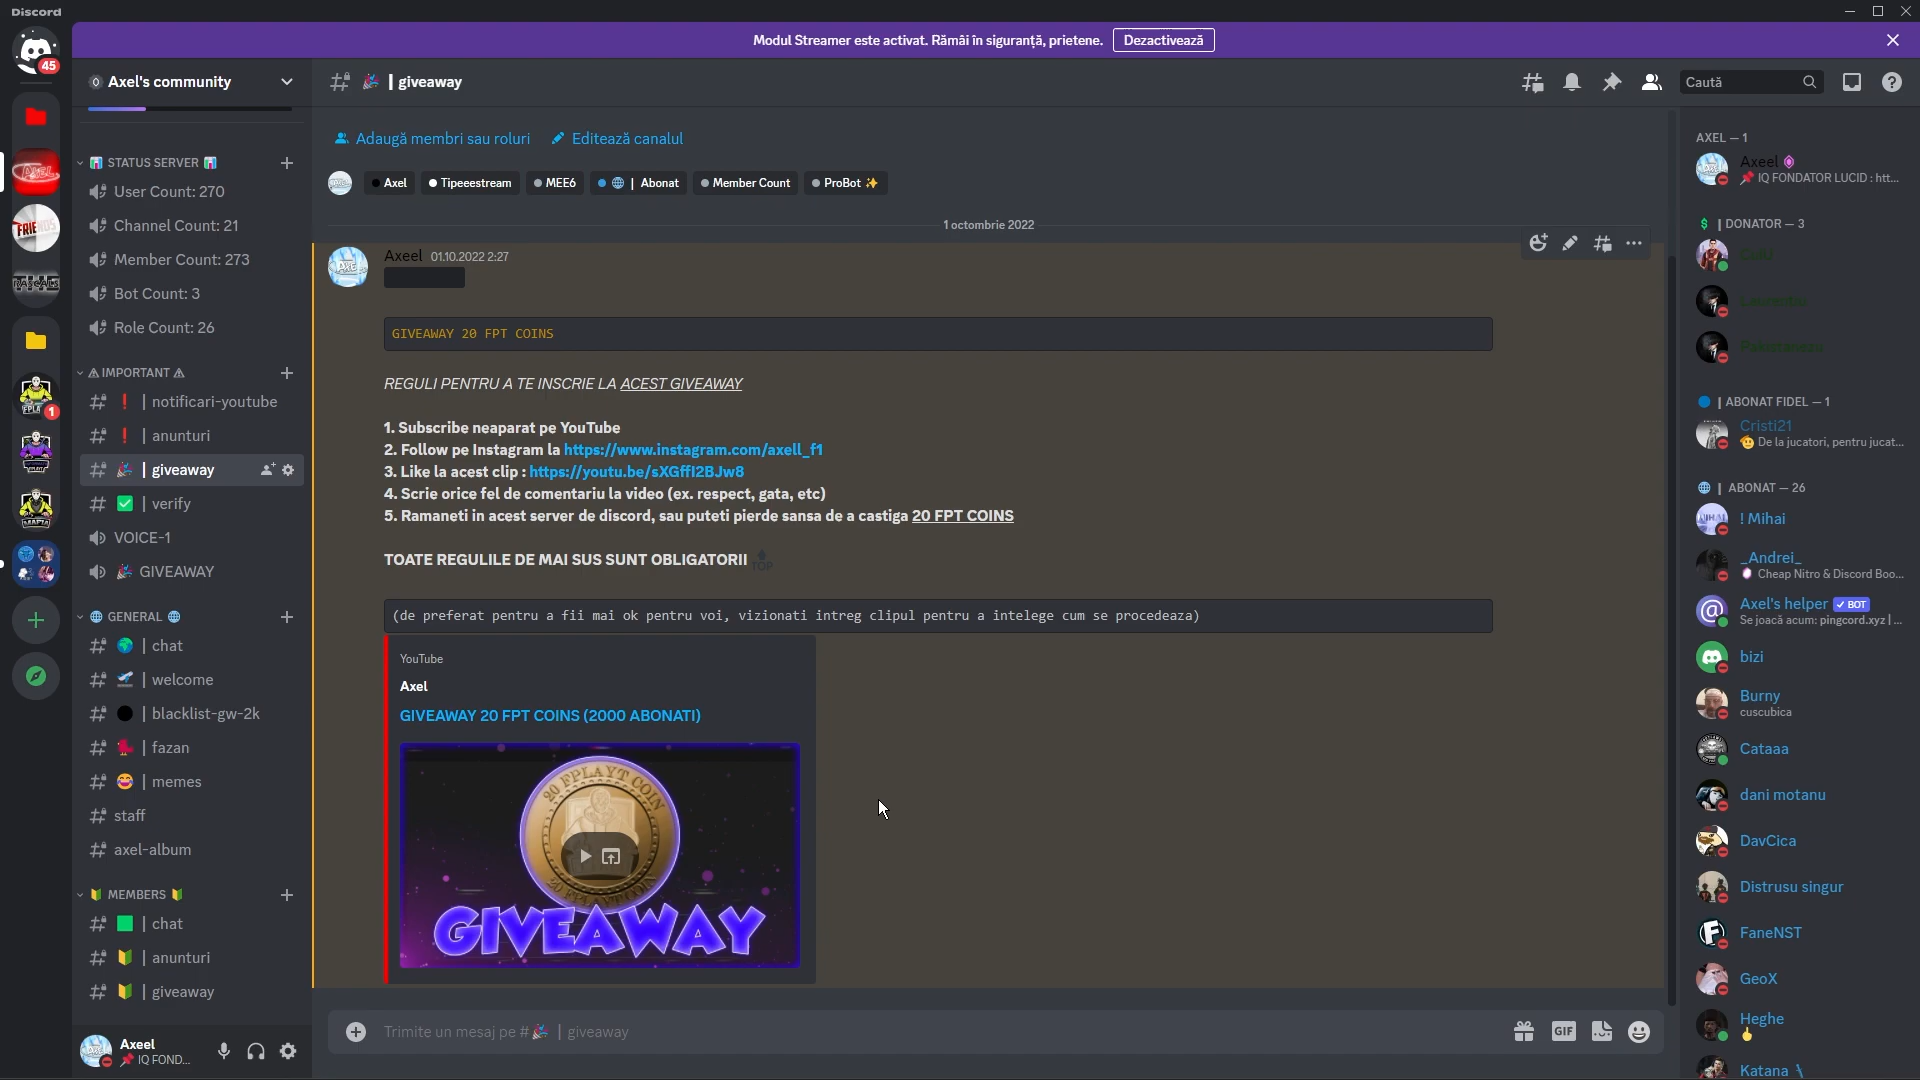 Discord
Modul Streamer este activat. Rămâi în siguranță, prietene.
Dezactivează
45
Axel's community
STATUS SERVER
User Count: 270
Channel Count: 21
Member Count: 273
Bot Count: 3
Role Count: 26
IMPORTANT
| notificari-youtube
| anunturi
| giveaway
| verify
VOICE-1
GIVEAWAY
GENERAL
| chat
| welcome
| blacklist-gw-2k
| fazan
| memes
staff
axel-album
MEMBERS
| chat
| anunturi
| giveaway
Axeel
IQ FOND...
1
| giveaway
Caută
Adaugă membri sau roluri
Editează canalul
Axel
Tipeeestream
MEE6
| Abonat
Member Count
ProBot ✨
1 octombrie 2022
Axeel 01.10.2022 2:27
GIVEAWAY 20 FPT COINS
REGULI PENTRU A TE INSCRIE LA ACEST GIVEAWAY
1. Subscribe neaparat pe YouTube
2. Follow pe Instagram la https://www.instagram.com/axell_f1
3. Like la acest clip : https://youtu.be/sXGffI2BJw8
4. Scrie orice fel de comentariu la video (ex. respect, gata, etc)
5. Ramaneti in acest server de discord, sau puteti pierde sansa de a castiga 20 FPT COINS
TOATE REGULILE DE MAI SUS SUNT OBLIGATORII
TOP
(de preferat pentru a fii mai ok pentru voi, vizionati intreg clipul pentru a intelege cum se procedeaza)
YouTube
Axel
GIVEAWAY 20 FPT COINS (2000 ABONATI)
20 FPLAYT COIN
20 FPLAYT COIN
GIVEAWAY
Trimite un mesaj pe # | giveaway
GIF
AXEL — 1
Axeel
IQ FONDATOR LUCID : htt...
$ | DONATOR — 3
| ABONAT FIDEL — 1
Cristi21
De la jucatori, pentru jucat...
| ABONAT — 26
! Mihai
_Andrei_
Cheap Nitro & Discord Boo...
Axel's helper BOT
Se joacă acum: pingcord.xyz | ...
bizi
Burny
cuscubica
Cataaa
dani motanu
DavCica
Distrusu singur
FaneNST
GeoX
Heghe
Katana